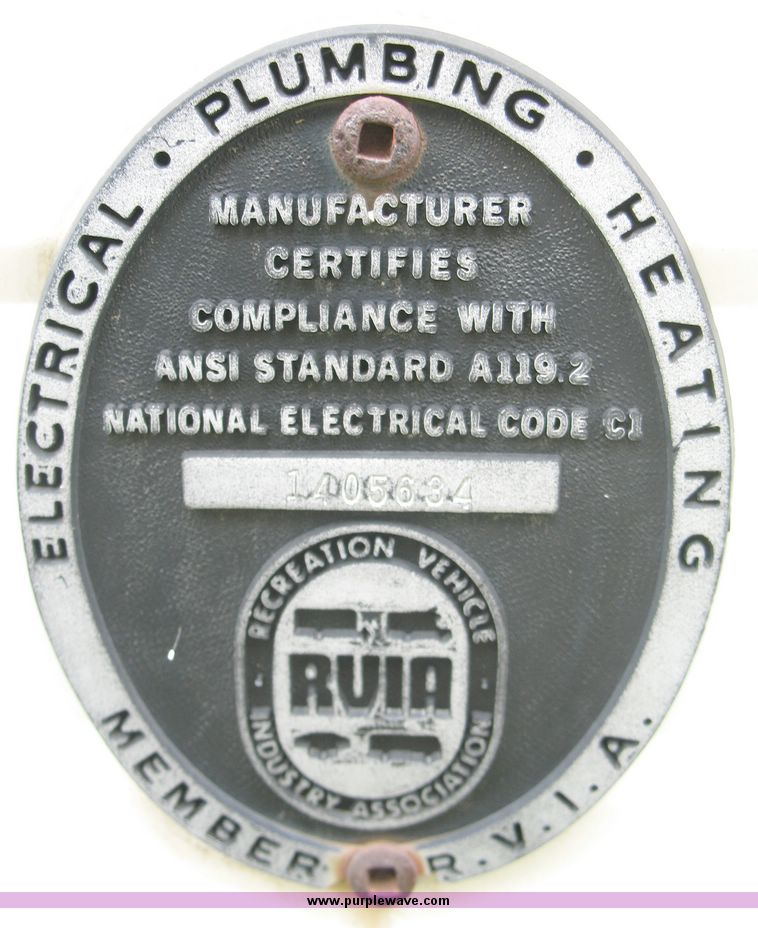 ELECTRICAL • PLUMBING • HEATING
MANUFACTURER
CERTIFIES
COMPLIANCE WITH
ANSI STANDARD A119.2
NATIONAL ELECTRICAL CODE C1
1405634
RECREATION VEHICLE
RVIA
• INDUSTRY ASSOCIATION •
MEMBER R.V.I.A.
www.purplewave.com